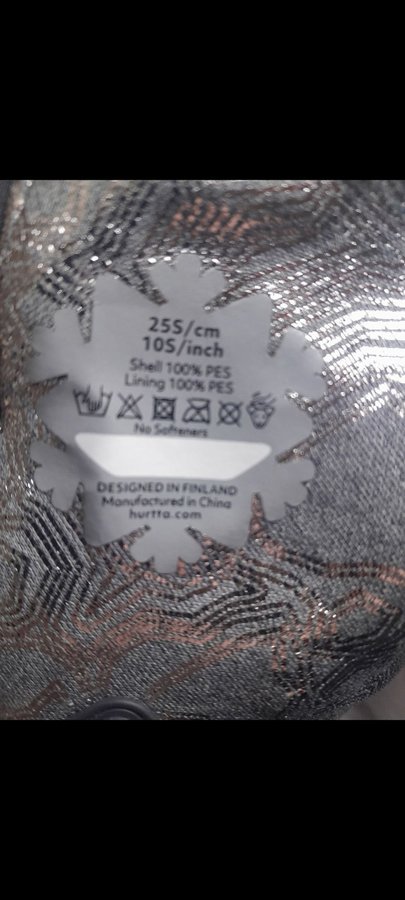 25S/cm
10S/inch
Shell 100% PES
Lining 100% PES
No Softeners
DESIGNED IN FINLAND
Manufactured in China
hurtta.com